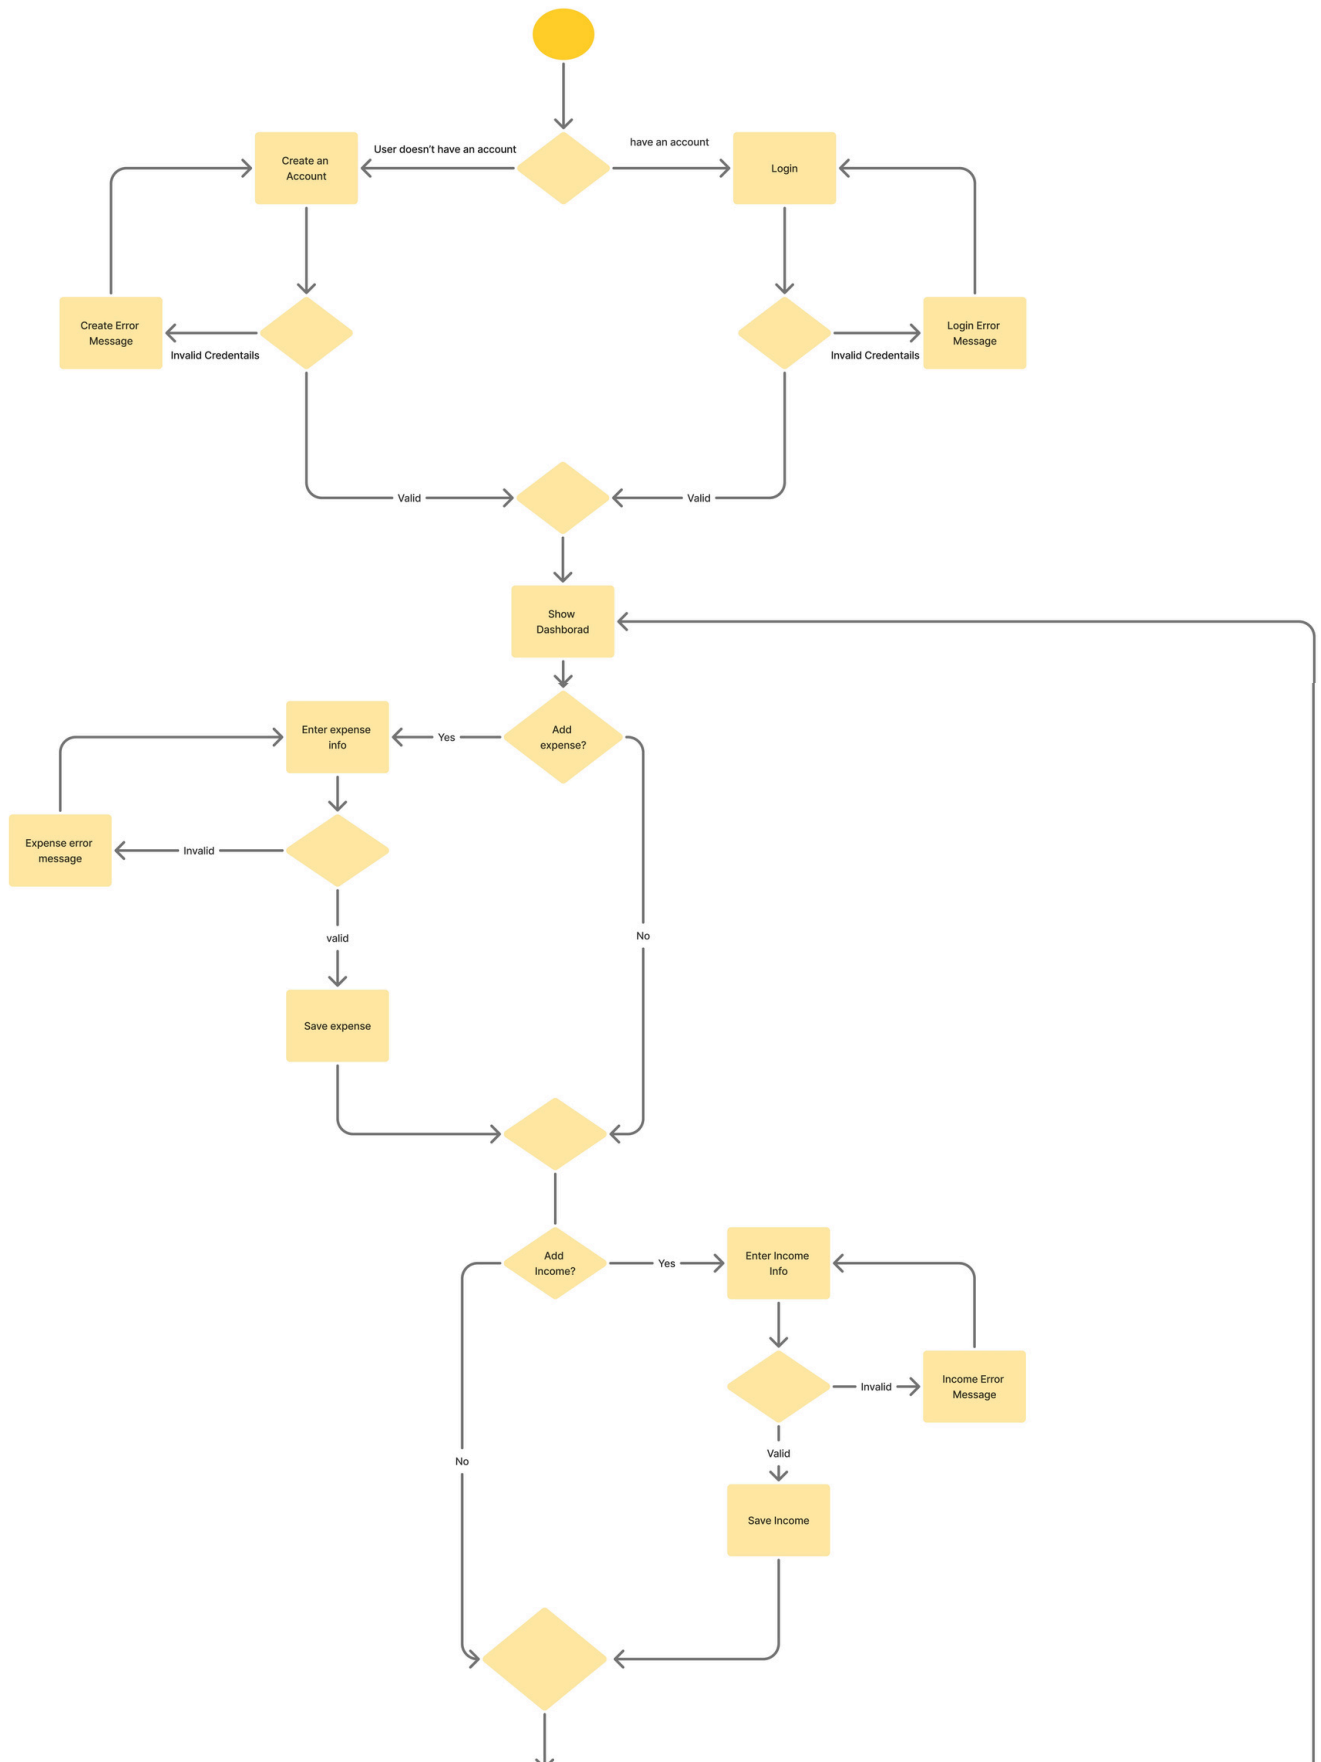 User doesn't have an account
have an account
Create an
Account
Login
Create Error
Message
Invalid Credentails
Invalid Credentails
Login Error
Message
Valid
Valid
Show
Dashborad
Enter expense
info
Yes
Add
expense?
Expense error
message
Invalid
valid
No
Save expense
Add
Income?
Yes
Enter Income
Info
Invalid
Income Error
Message
Valid
No
Save Income